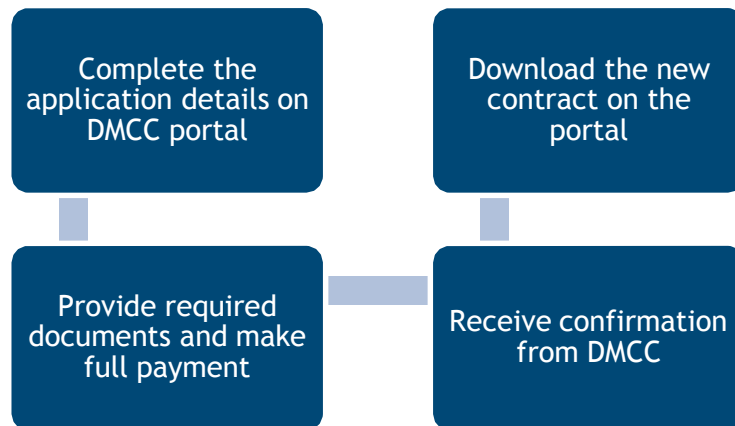 Complete the
application details on
DMCC portal
Provide required
documents and make
full payment
Receive confirmation
from DMCC
Download the new
contract on the
portal